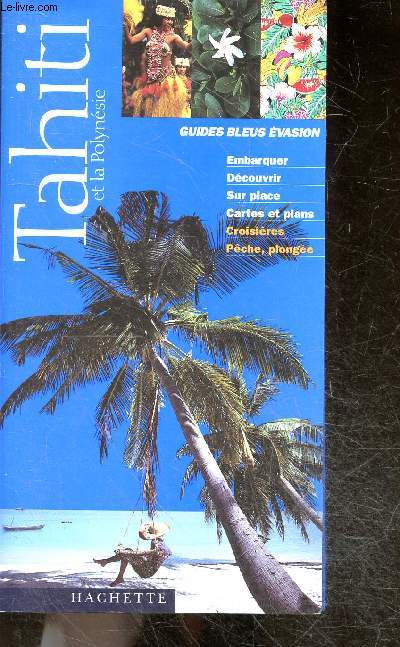 Le-livre.com
Tahiti
et la Polynésie
GUIDES BLEUS ÉVASION
Embarquer
Découvrir
Sur place
Cartes et plans
Croisières
Pêche, plongée
HACHETTE